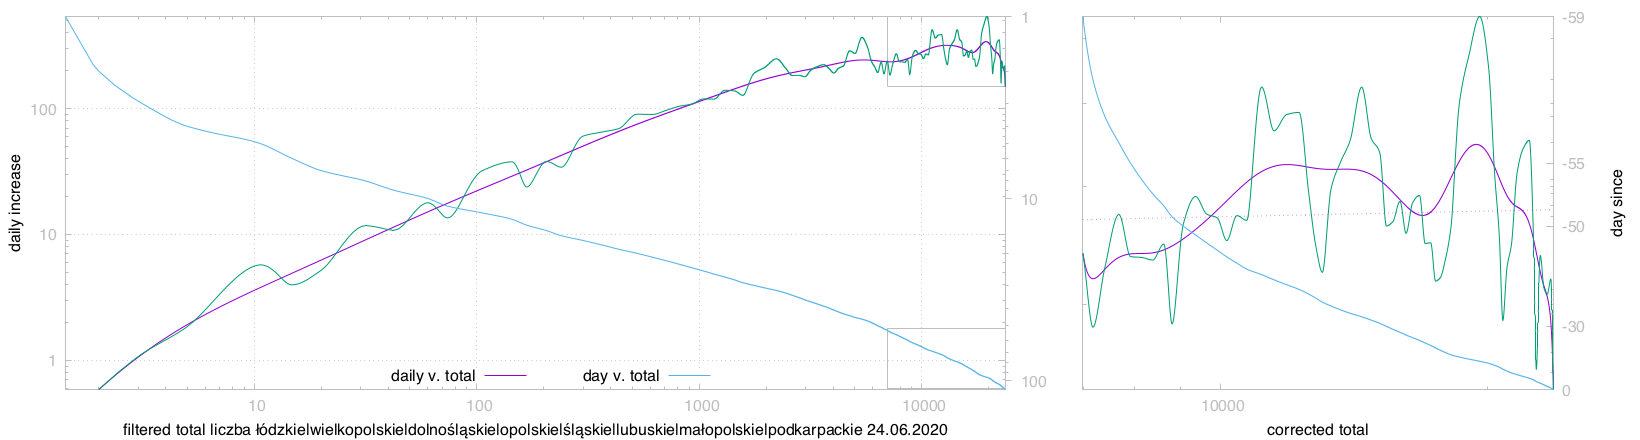 daily increase
100
10
1
10
100
1000
10000
1
10
100
daily v. total
day v. total
filtered total liczba łódzkielwielkopolskieldolnośląskielopolskielśląskiellubuskielmałopolskielpodkarpackie 24.06.2020
10000
-59
-55
-50
-30
0
day since
corrected total